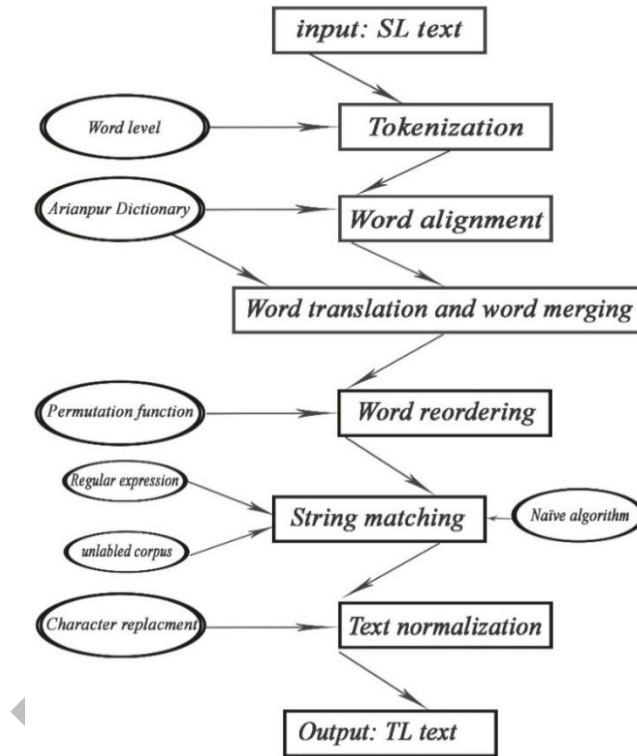 input: SL text
Word level
Tokenization
Arianpur Dictionary
Word alignment
Word translation and word merging
Permutation function
Word reordering
Regular expression
String matching
Naïve algorithm
unlabled corpus
Character replacment
Text normalization
Output: TL text